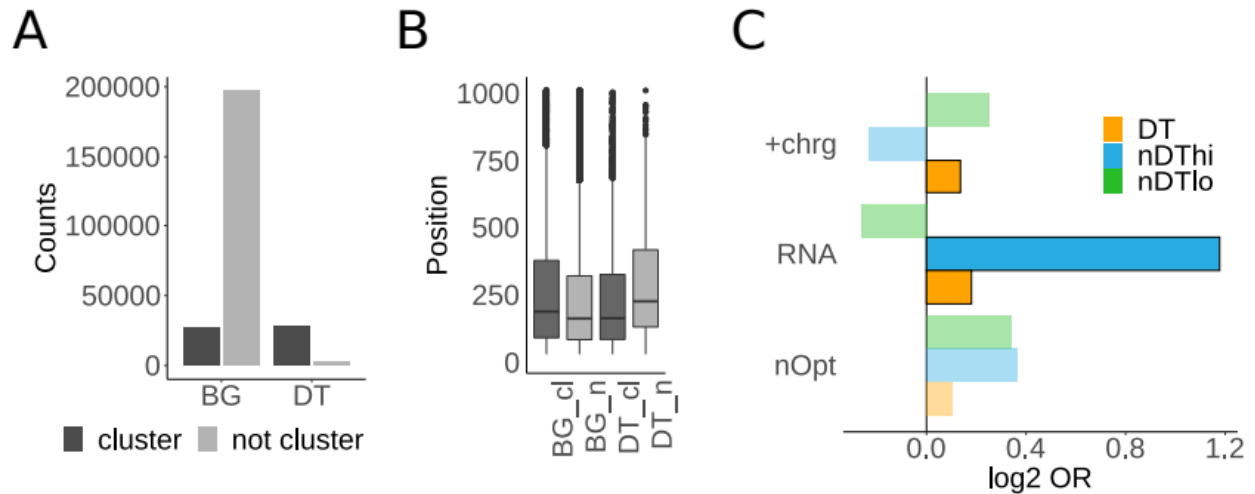 A
200000
150000
100000
50000
0
Counts
BG
DT
cluster
not cluster
B
1000
750
500
250
0
Position
BG_cl
BG_n
DT_cl
DT_n
C
+chrg
RNA
nOpt
DT
nDThi
nDTlo
0.0
0.4
0.8
1.2
log2 OR